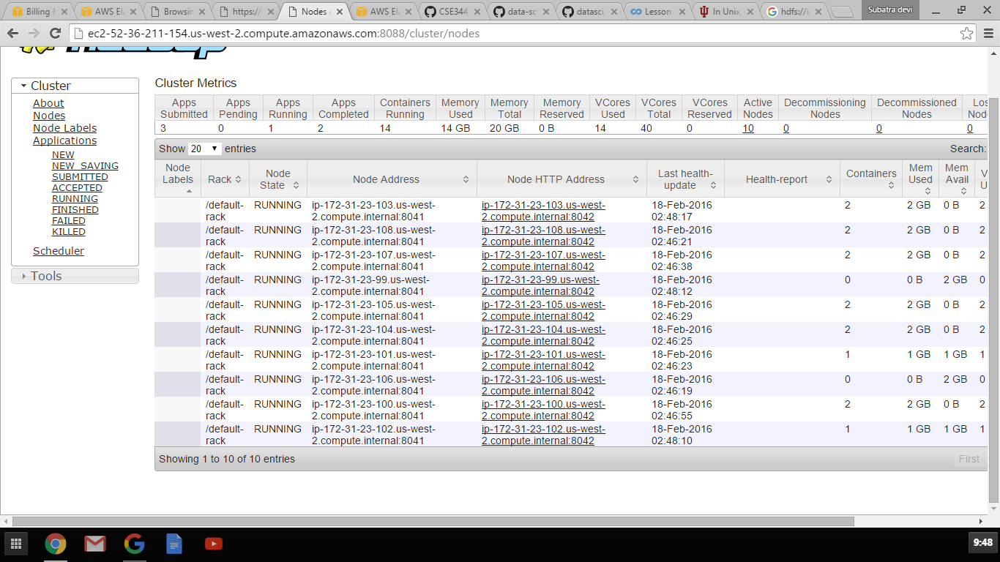 Billing M
AWS Ela
Browsin
https://
Nodes o
AWS Ela
CSE344
data-sc
datasci
Lesson
In Unix,
hdfs://i
Subatra devi
ec2-52-36-211-154.us-west-2.compute.amazonaws.com:8088/cluster/nodes
Cluster
About
Nodes
Node Labels
Applications
NEW
NEW_SAVING
SUBMITTED
ACCEPTED
RUNNING
FINISHED
FAILED
KILLED
Scheduler
Tools
Cluster Metrics
Apps Submitted Apps Pending Apps Running Apps Completed Containers Running Memory Used Memory Total Memory Reserved VCores Used VCores Total VCores Reserved Active Nodes Decommissioning Nodes Decommissioned Nodes Los Node
3 0 1 2 14 14 GB 20 GB 0 B 14 40 0 10 0 0 0
Show 20 entries Search:
Node Labels Rack Node State Node Address Node HTTP Address Last health-update Health-report Containers Mem Used Mem Avail V U
/default- RUNNING ip-172-31-23-103.us-west- ip-172-31-23-103.us-west- 18-Feb-2016 2 2 GB 0 B 2
rack 2.compute.internal:8041 2.compute.internal:8042 02:48:17
/default- RUNNING ip-172-31-23-108.us-west- ip-172-31-23-108.us-west- 18-Feb-2016 2 2 GB 0 B 2
rack 2.compute.internal:8041 2.compute.internal:8042 02:46:21
/default- RUNNING ip-172-31-23-107.us-west- ip-172-31-23-107.us-west- 18-Feb-2016 2 2 GB 0 B 2
rack 2.compute.internal:8041 2.compute.internal:8042 02:46:38
/default- RUNNING ip-172-31-23-99.us-west- ip-172-31-23-99.us-west- 18-Feb-2016 0 0 B 2 GB 0
rack 2.compute.internal:8041 2.compute.internal:8042 02:48:12
/default- RUNNING ip-172-31-23-105.us-west- ip-172-31-23-105.us-west- 18-Feb-2016 2 2 GB 0 B 2
rack 2.compute.internal:8041 2.compute.internal:8042 02:46:29
/default- RUNNING ip-172-31-23-104.us-west- ip-172-31-23-104.us-west- 18-Feb-2016 2 2 GB 0 B 2
rack 2.compute.internal:8041 2.compute.internal:8042 02:46:25
/default- RUNNING ip-172-31-23-101.us-west- ip-172-31-23-101.us-west- 18-Feb-2016 1 1 GB 1 GB 1
rack 2.compute.internal:8041 2.compute.internal:8042 02:46:23
/default- RUNNING ip-172-31-23-106.us-west- ip-172-31-23-106.us-west- 18-Feb-2016 0 0 B 2 GB 0
rack 2.compute.internal:8041 2.compute.internal:8042 02:46:19
/default- RUNNING ip-172-31-23-100.us-west- ip-172-31-23-100.us-west- 18-Feb-2016 2 2 GB 0 B 2
rack 2.compute.internal:8041 2.compute.internal:8042 02:46:55
/default- RUNNING ip-172-31-23-102.us-west- ip-172-31-23-102.us-west- 18-Feb-2016 1 1 GB 1 GB 1
rack 2.compute.internal:8041 2.compute.internal:8042 02:48:10
Showing 1 to 10 of 10 entries First
9:48